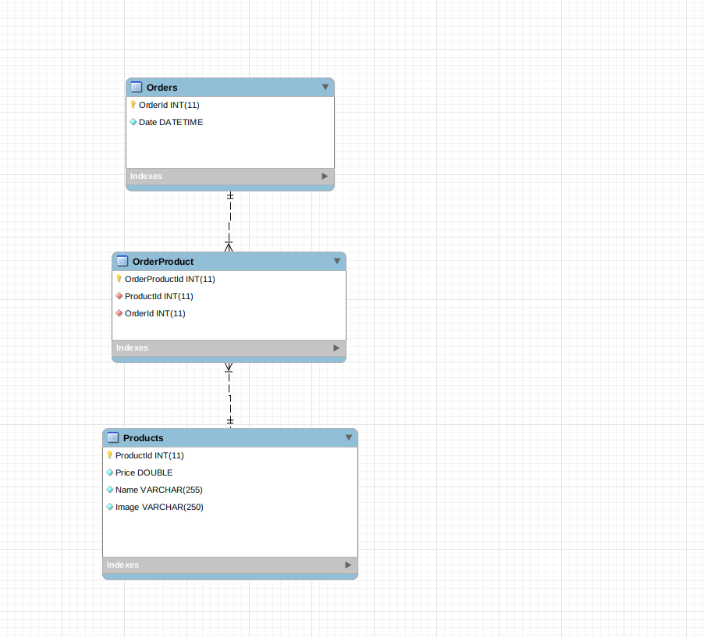 Orders
OrderId INT(11)
Date DATETIME
Indexes
OrderProduct
OrderProductId INT(11)
ProductId INT(11)
OrderId INT(11)
Indexes
Products
ProductId INT(11)
Price DOUBLE
Name VARCHAR(255)
Image VARCHAR(250)
Indexes